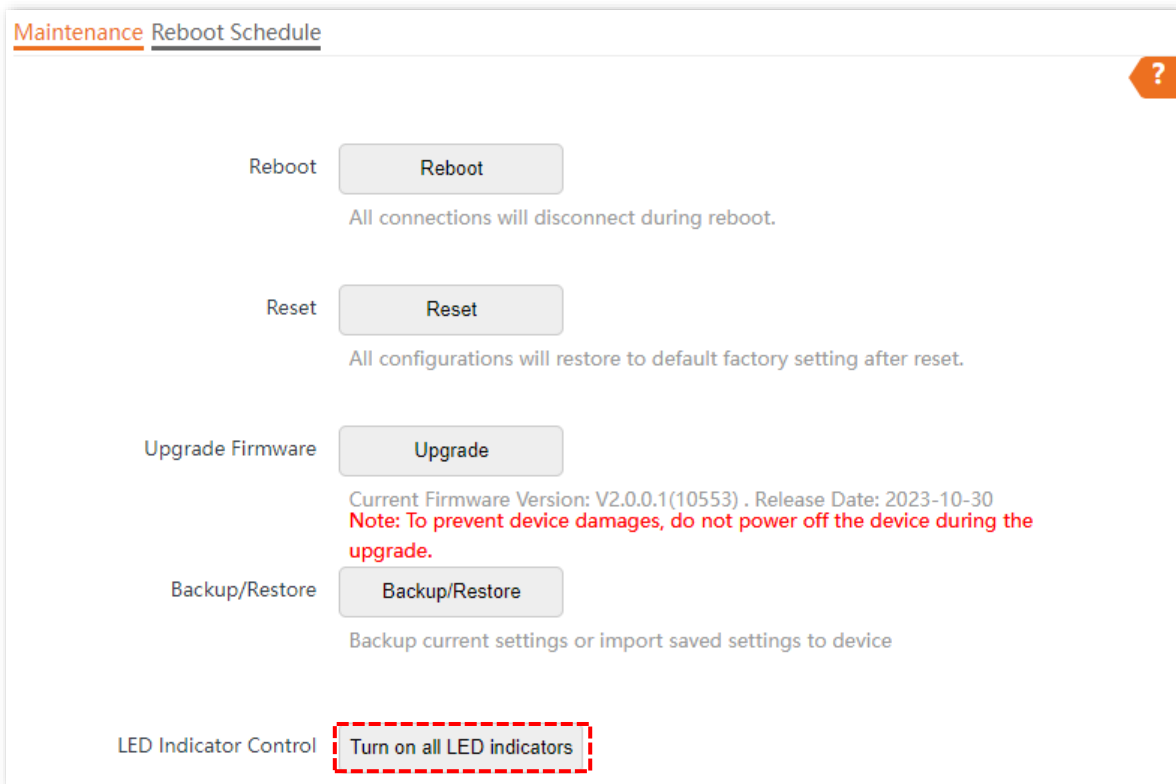 Maintenance Reboot Schedule
?
Reboot Reboot
All connections will disconnect during reboot.
Reset Reset
All configurations will restore to default factory setting after reset.
Upgrade Firmware Upgrade
Current Firmware Version: V2.0.0.1(10553) . Release Date: 2023-10-30
Note: To prevent device damages, do not power off the device during the
upgrade.
Backup/Restore Backup/Restore
Backup current settings or import saved settings to device
LED Indicator Control Turn on all LED indicators